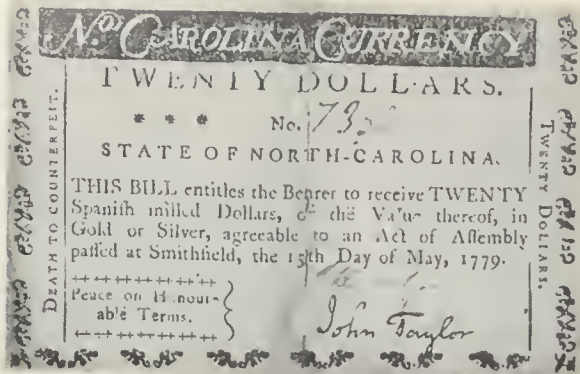 No. CAROLINA CURRENCY
TWENTY DOLLARS.
* * *
No. 73
STATE OF NORTH-CAROLINA.
THIS BILL entitles the Bearer to receive TWENTY
Spaniſh milled Dollars, or the Value thereof, in
Gold or Silver, agreeable to an Act of Aſſembly
paſſed at Smithfield, the 15th Day of May, 1779.
Peace on Honour-
able Terms.
John Taylor
DEATH TO COUNTERFEIT.
TWENTY DOLLARS.